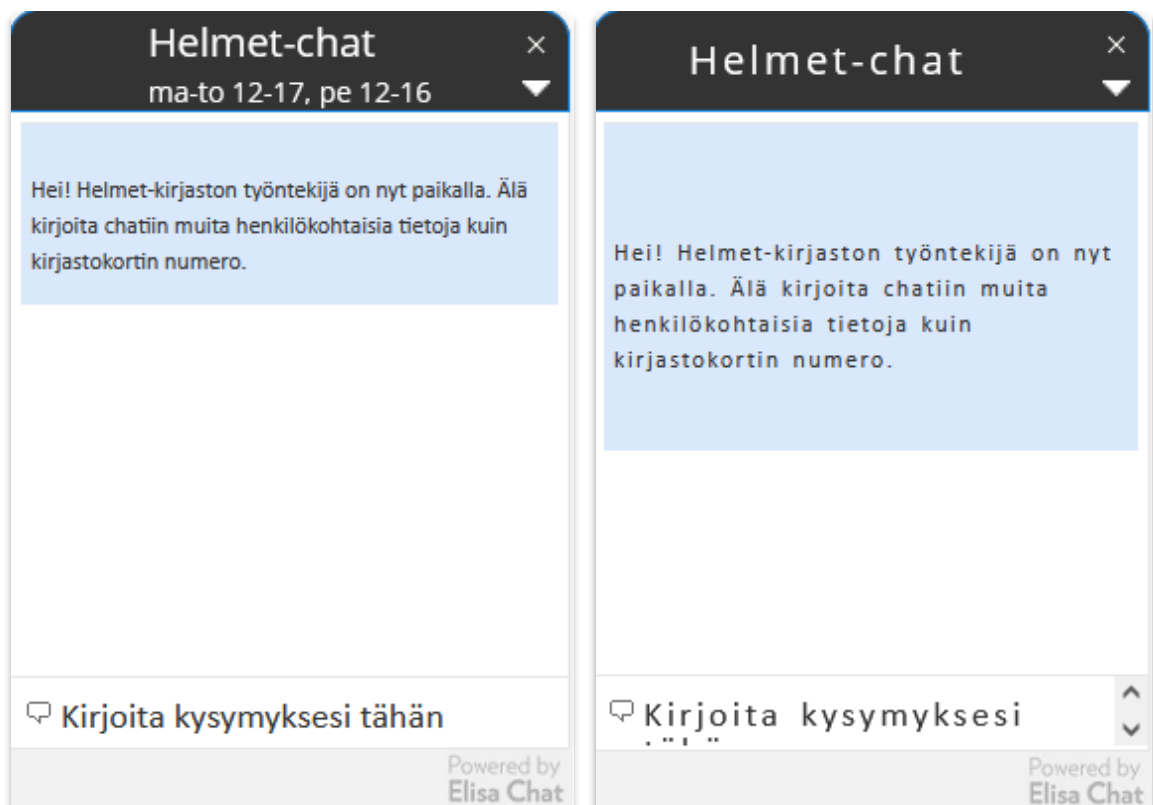 Helmet-chat
ma-to 12-17, pe 12-16
Hei! Helmet-kirjaston työntekijä on nyt paikalla. Älä
kirjoita chatiin muita henkilökohtaisia tietoja kuin
kirjastokortin numero.
Kirjoita kysymyksesi tähän
Powered by
Elisa Chat
Helmet-chat
Hei! Helmet-kirjaston työntekijä on nyt
paikalla. Älä kirjoita chatiin muita
henkilökohtaisia tietoja kuin
kirjastokortin numero.
Kirjoita kysymyksesi
Powered by
Elisa Chat